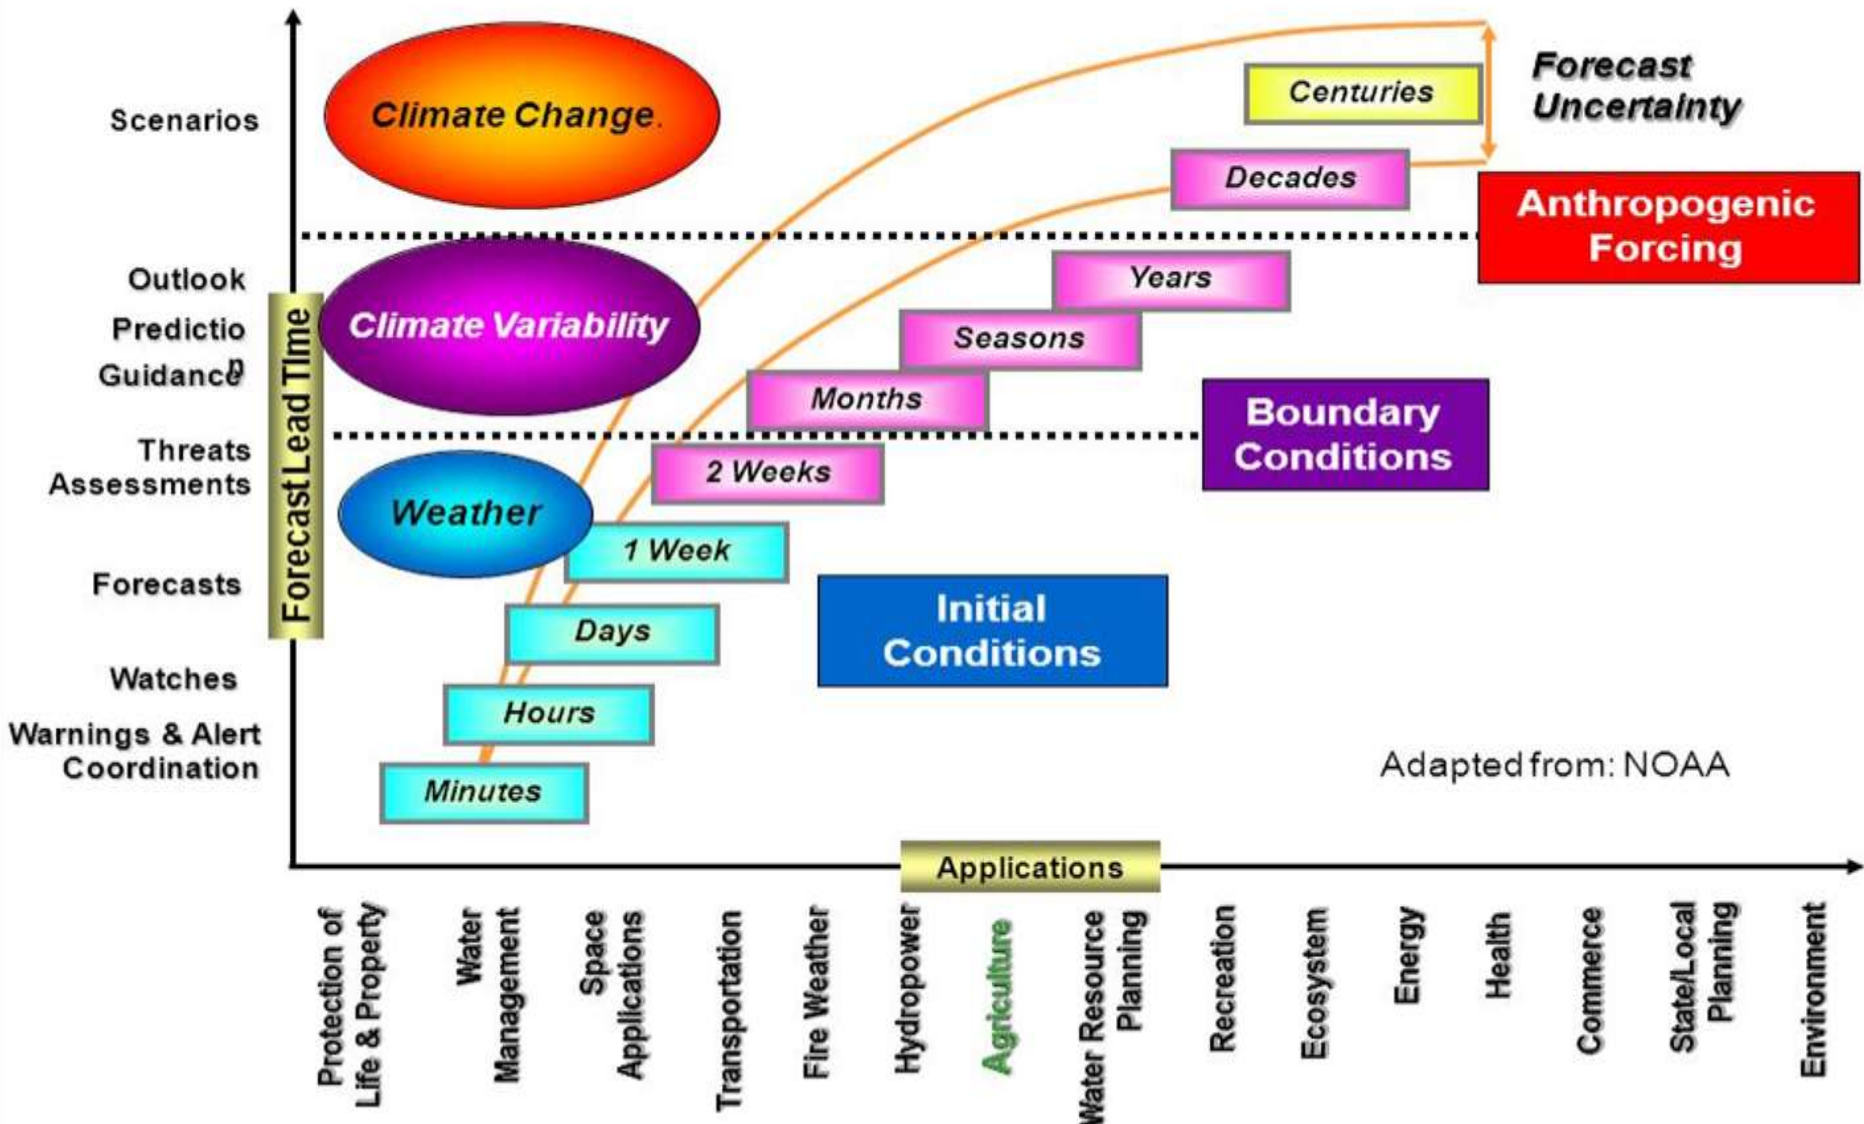 Scenarios
Climate Change.
Centuries
Forecast
Uncertainty
Decades
Anthropogenic
Forcing
Outlook
Predictio
n
Guidance
Climate Variability
Years
Seasons
Months
Boundary
Conditions
Threats
Assessments
Forecast Lead Time
2 Weeks
Weather
1 Week
Forecasts
Days
Initial
Conditions
Watches
Hours
Warnings & Alert
Coordination
Minutes
Adapted from: NOAA
Applications
Protection of
Life & Property
Water
Management
Space
Applications
Transportation
Fire Weather
Hydropower
Agriculture
Water Resource
Planning
Recreation
Ecosystem
Energy
Health
Commerce
State/Local
Planning
Environment